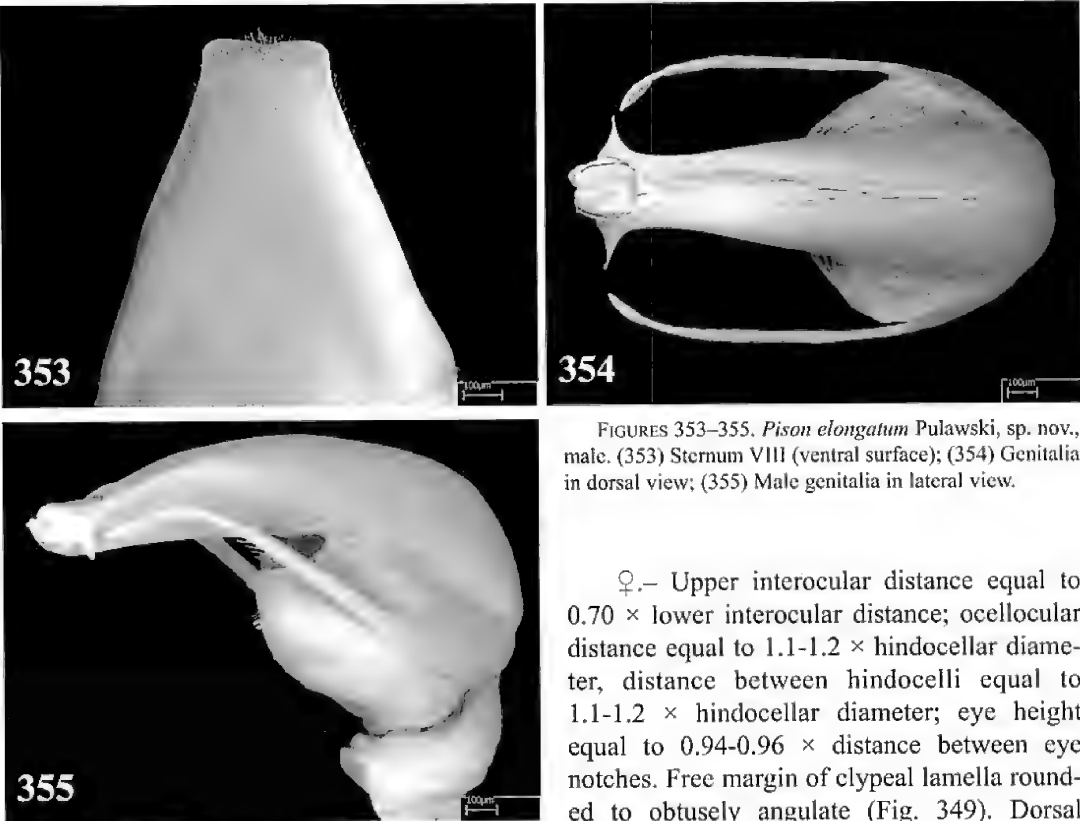 353
100µm
354
100µm
FIGURES 353–355. Pison elongatum Pulawski, sp. nov.,
male. (353) Sternum VIII (ventral surface); (354) Genitalia
in dorsal view; (355) Male genitalia in lateral view.
355
100µm
♀.– Upper interocular distance equal to
0.70 × lower interocular distance; ocellocular
distance equal to 1.1-1.2 × hindocellar diame-
ter, distance between hindocelli equal to
1.1-1.2 × hindocellar diameter; eye height
equal to 0.94-0.96 × distance between eye
notches. Free margin of clypeal lamella round-
ed to obtusely angulate (Fig. 349). Dorsal